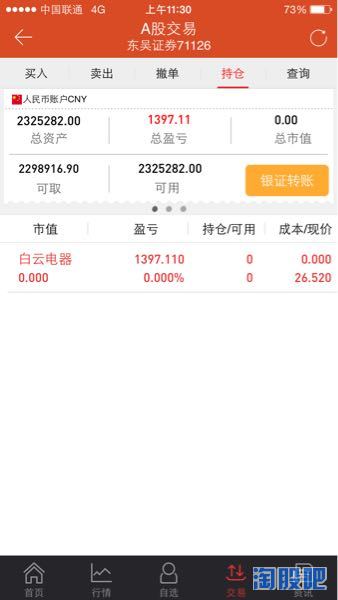 中国联通 4G 上午11:30 73%
A股交易
东吴证券71126
买入 卖出 撤单 持仓 查询
人民币账户CNY
2325282.00 1397.11 0.00
总资产 总盈亏 总市值
2298916.90 2325282.00 银证转账
可取 可用
市值 盈亏 持仓/可用 成本/现价
白云电器 1397.110 0 0.000
0.000 0.000% 0 26.520
首页 行情 自选 交易 资讯
淘股吧